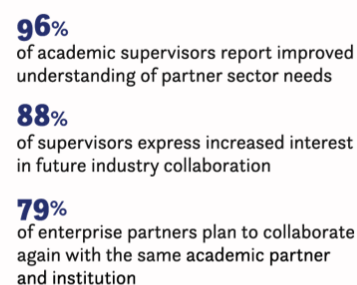 96%
of academic supervisors report improved
understanding of partner sector needs
88%
of supervisors express increased interest
in future industry collaboration
79%
of enterprise partners plan to collaborate
again with the same academic partner
and institution